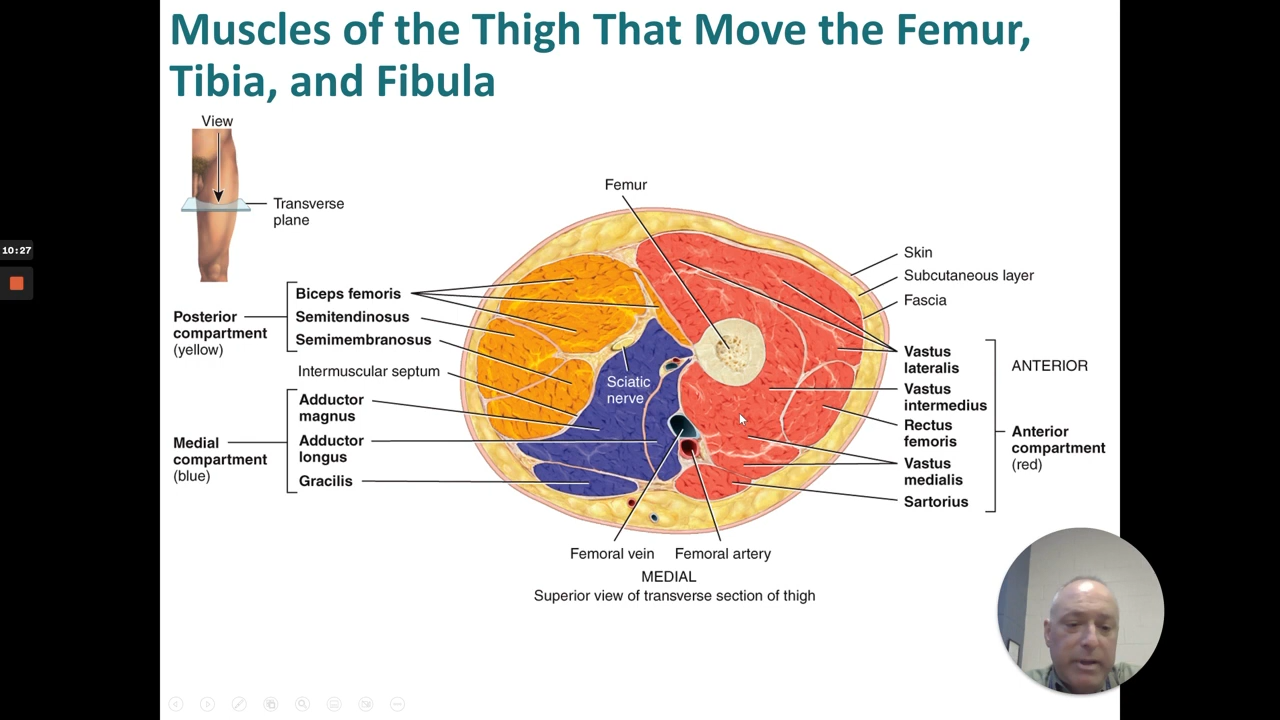 Muscles of the Thigh That Move the Femur,
Tibia, and Fibula
View
Transverse
plane
10:27
Femur
Posterior
compartment
(yellow)
Biceps femoris
Semitendinosus
Semimembranosus
Intermuscular septum
Medial
compartment
(blue)
Adductor
magnus
Adductor
longus
Gracilis
Sciatic
nerve
Skin
Subcutaneous layer
Fascia
Vastus
lateralis
Vastus
intermedius
Rectus
femoris
Vastus
medialis
Sartorius
ANTERIOR
Anterior
compartment
(red)
Femoral vein
Femoral artery
MEDIAL
Superior view of transverse section of thigh